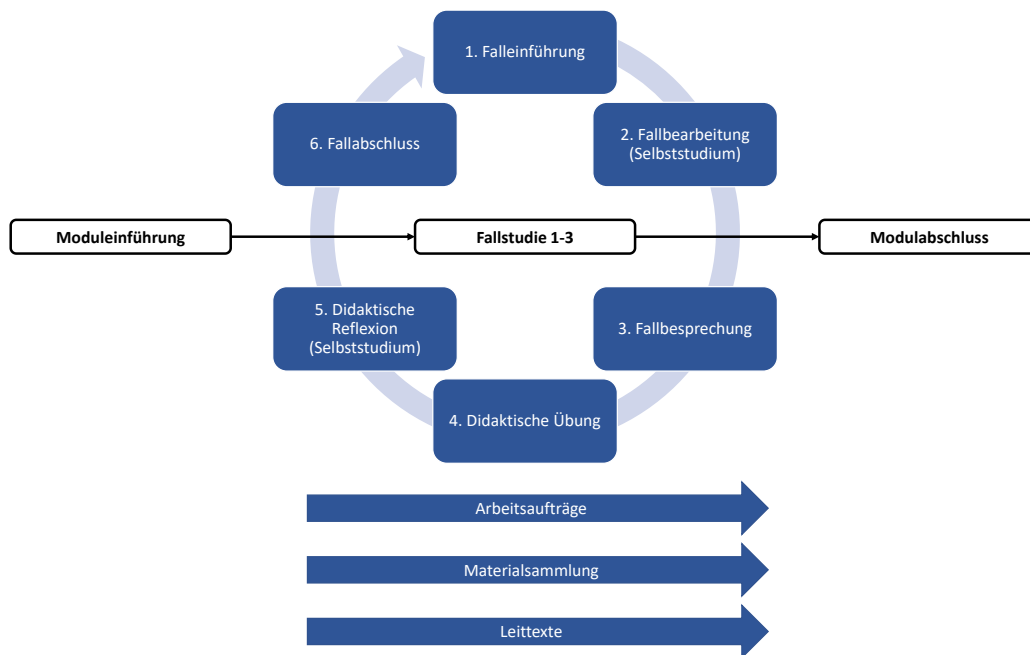 1. Falleinführung
2. Fallbearbeitung
(Selbststudium)
6. Fallabschluss
Moduleinführung
Fallstudie 1-3
Modulabschluss
5. Didaktische
Reflexion
(Selbststudium)
3. Fallbesprechung
4. Didaktische Übung
Arbeitsaufträge
Materialsammlung
Leittexte